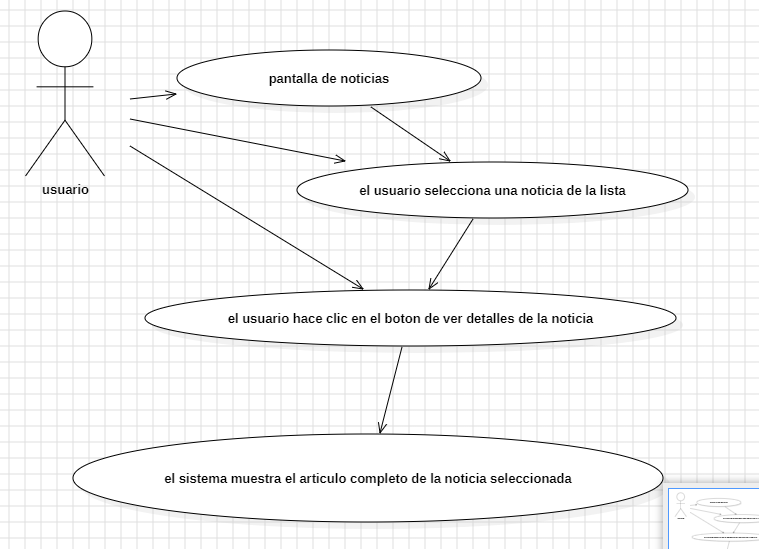 pantalla de noticias
usuario
el usuario selecciona una noticia de la lista
el usuario hace clic en el boton de ver detalles de la noticia
el sistema muestra el articulo completo de la noticia seleccionada